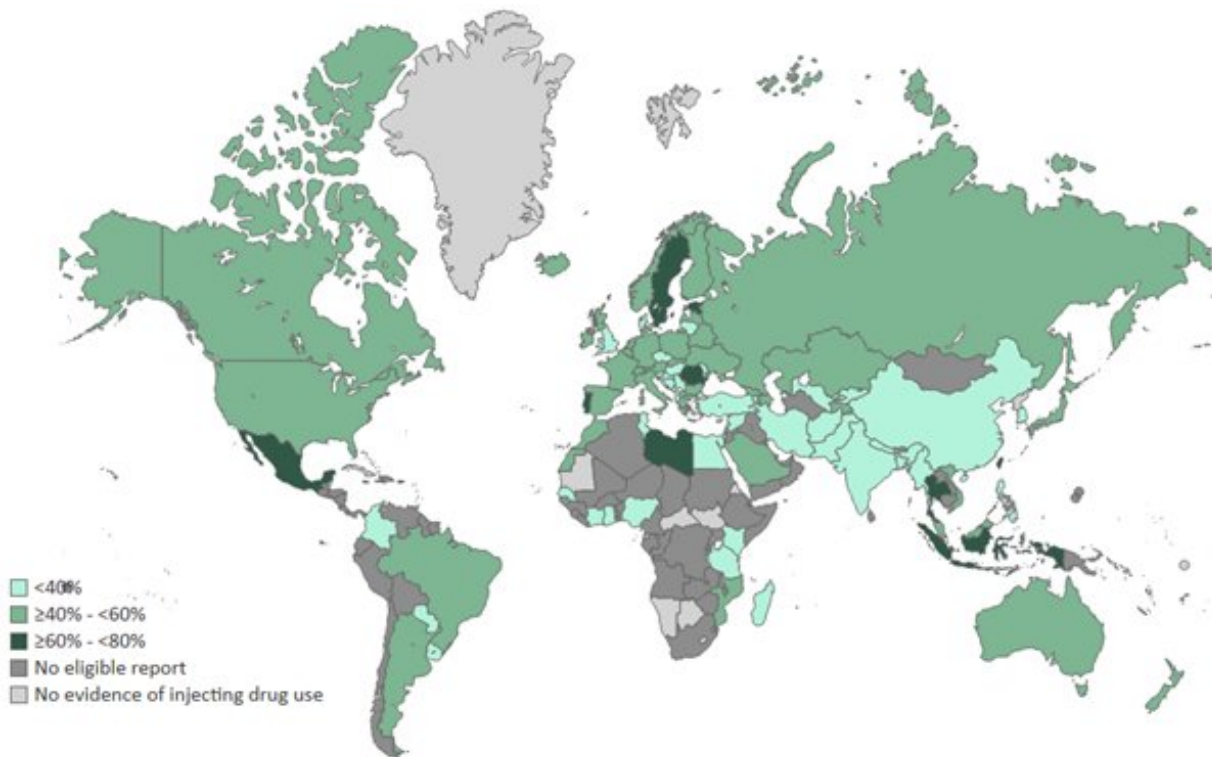 <40%
≥40% - <60%
≥60% - <80%
No eligible report
No evidence of injecting drug use